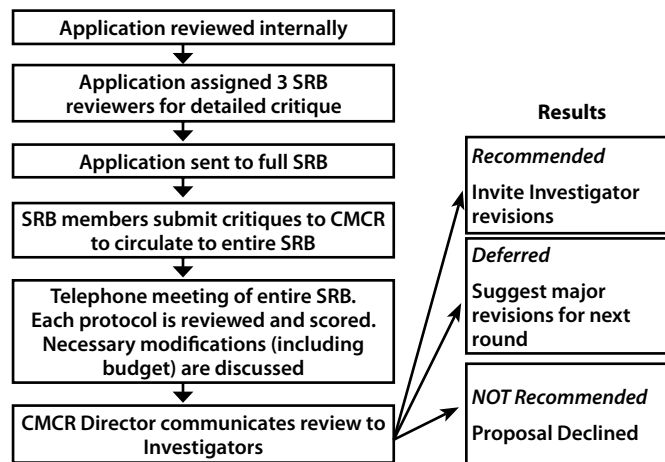 Application reviewed internally
Application assigned 3 SRB
reviewers for detailed critique
Application sent to full SRB
SRB members submit critiques to CMCR
to circulate to entire SRB
Telephone meeting of entire SRB.
Each protocol is reviewed and scored.
Necessary modifications (including
budget) are discussed
CMCR Director communicates review to
Investigators
Results
Recommended
Invite Investigator
revisions
Deferred
Suggest major
revisions for next
round
NOT Recommended
Proposal Declined